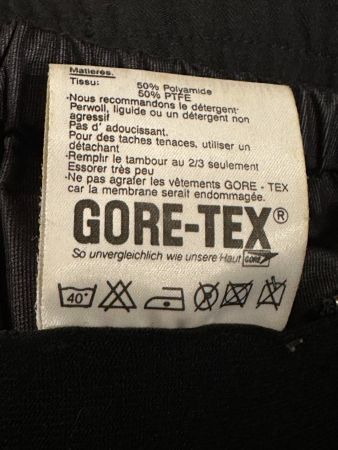 Matières.
Tissu: 50% Polyamide
50% PTFE
·Nous recommandons le détergent·
Perwoll, liquide ou un détergent non
agressif
Pas d'adoucissant.
Pour des taches tenaces, utiliser un
détachant
·Remplir le tambour au 2/3 seulement
Essorer très peu
·Ne pas agrafer les vêtements GORE - TEX
car la membrane serait endommagée.
GORE-TEX®
So unvergleichlich wie unsere Haut GORE
40°